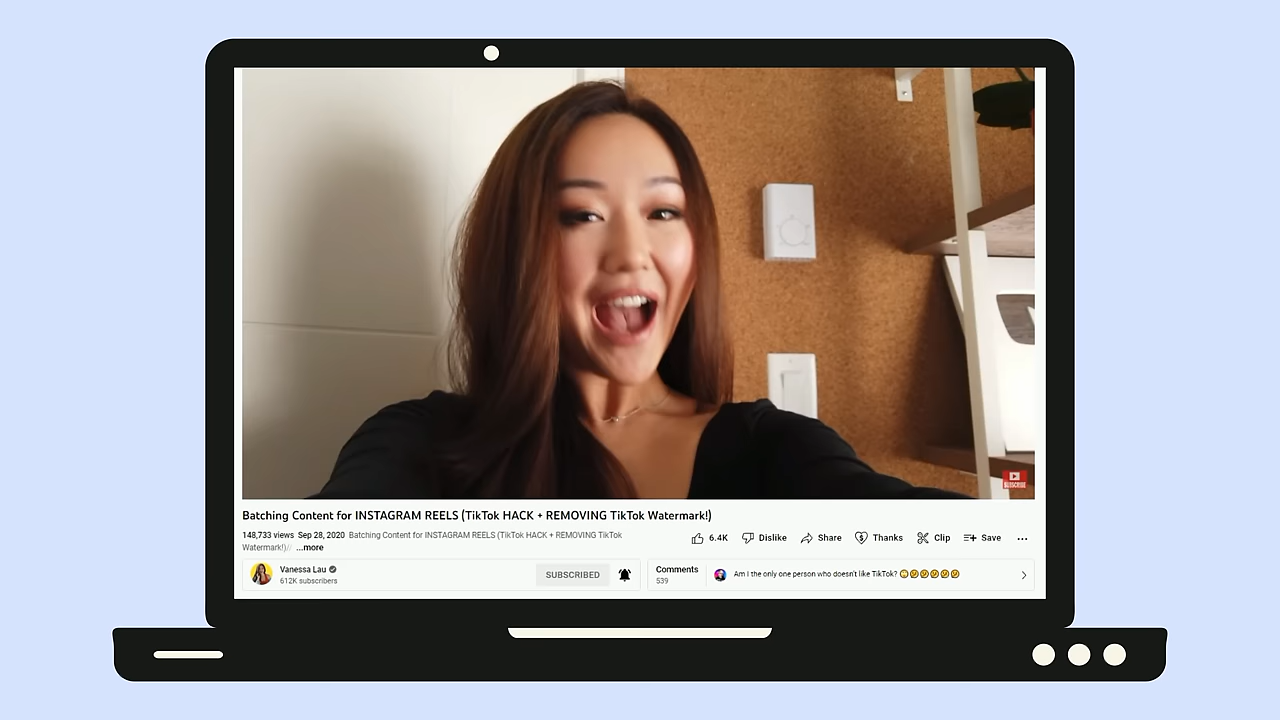 SUBSCRIBE
Batching Content for INSTAGRAM REELS (TikTok HACK + REMOVING TikTok Watermark!)
148,733 views Sep 28, 2020 Batching Content for INSTAGRAM REELS (TikTok HACK + REMOVING TikTok
Watermark!)// ...more
6.4K Dislike Share Thanks Clip Save
Vanessa Lau
612K subscribers
SUBSCRIBED
Comments
539
Am I the only one person who doesn't like TikTok? 😳🤨🤨🤨🤨🤨